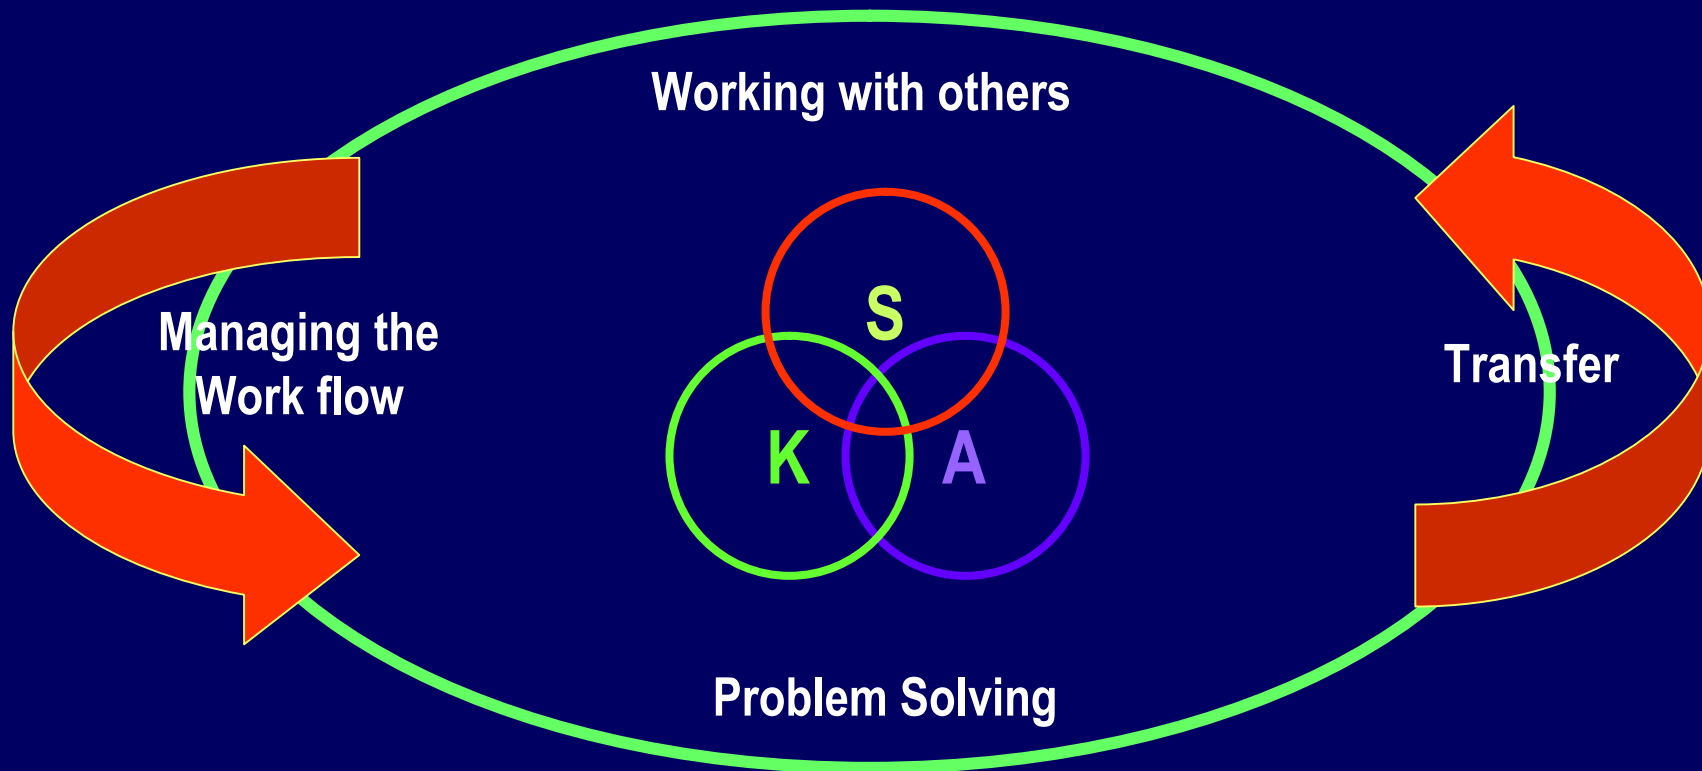 Working with others
S
Managing the
Work flow
Transfer
K
A
Problem Solving